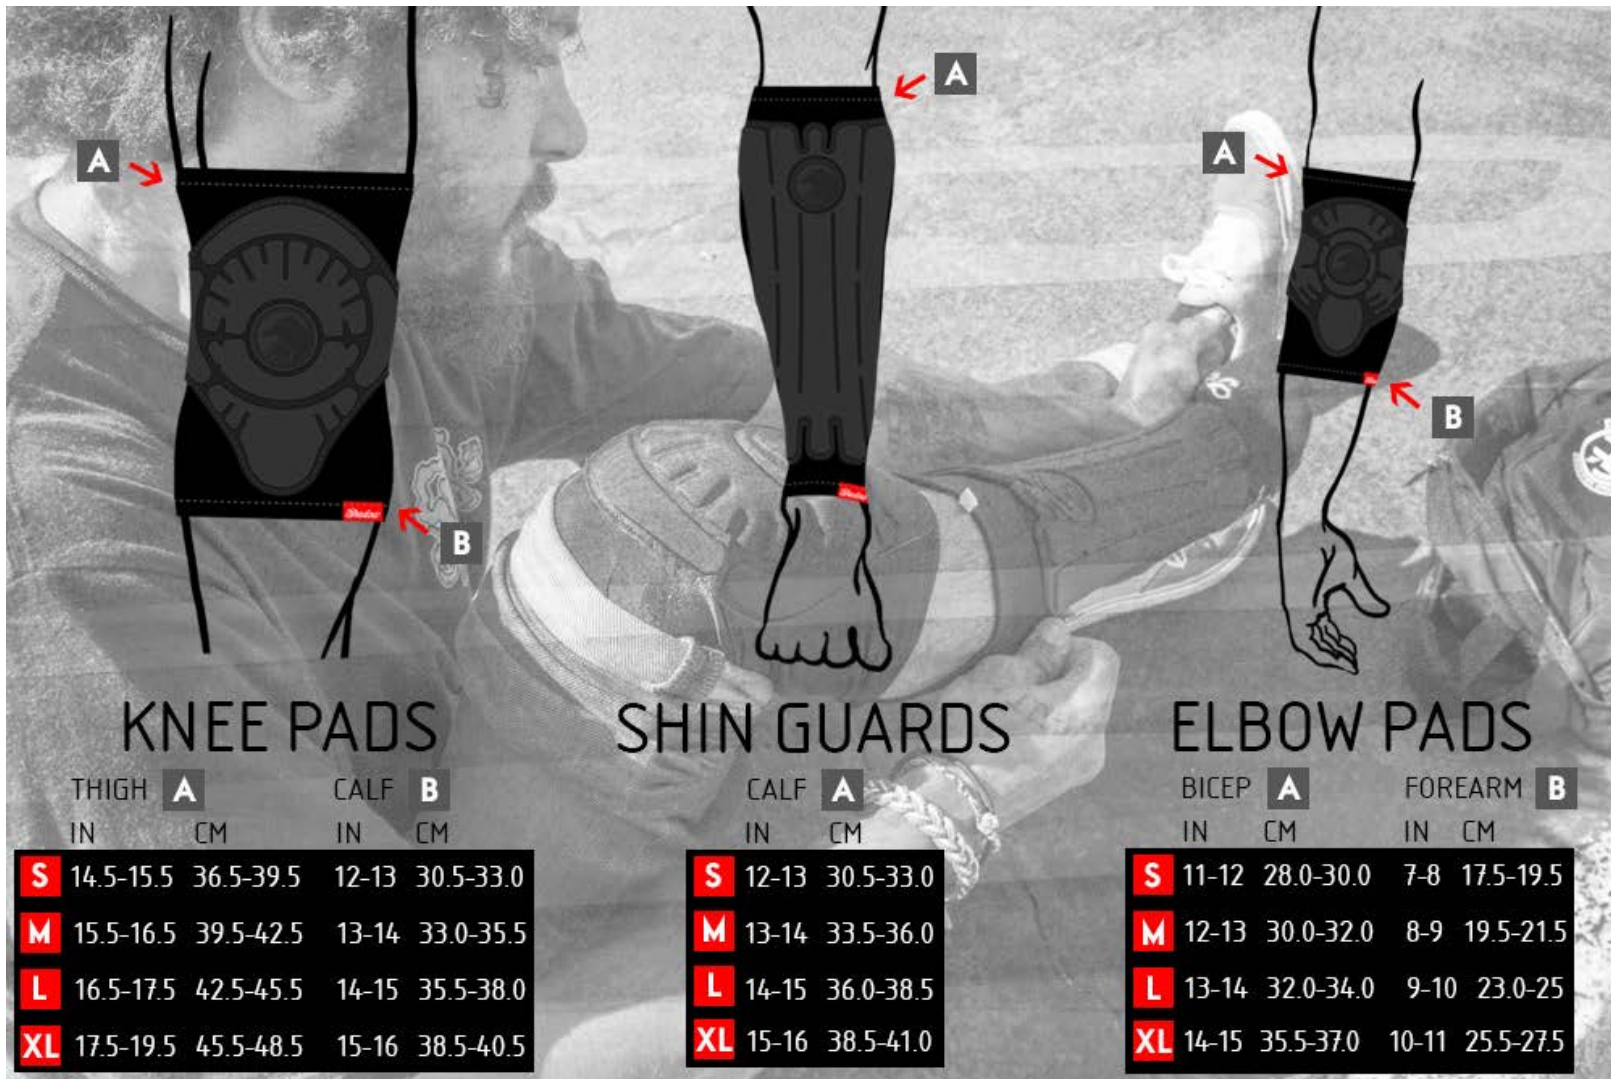 A
A
A
B
B
Shadow
Shadow
KNEE PADS
SHIN GUARDS
ELBOW PADS
THIGH A CALF B
IN CM IN CM
S 14.5-15.5 36.5-39.5 12-13 30.5-33.0
M 15.5-16.5 39.5-42.5 13-14 33.0-35.5
L 16.5-17.5 42.5-45.5 14-15 35.5-38.0
XL 17.5-19.5 45.5-48.5 15-16 38.5-40.5
CALF A
IN CM
S 12-13 30.5-33.0
M 13-14 33.5-36.0
L 14-15 36.0-38.5
XL 15-16 38.5-41.0
BICEP A FOREARM B
IN CM IN CM
S 11-12 28.0-30.0 7-8 17.5-19.5
M 12-13 30.0-32.0 8-9 19.5-21.5
L 13-14 32.0-34.0 9-10 23.0-25
XL 14-15 35.5-37.0 10-11 25.5-27.5